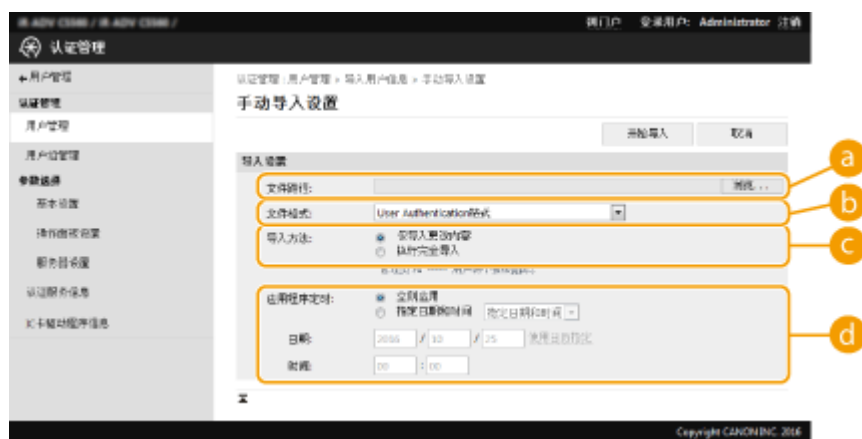 到门户 登录用户: Administrator 注销
认证管理
用户管理
认证管理 : 用户管理 > 导入用户信息 > 手动导入设置
认证管理
手动导入设置
用户管理
开始导入 取消
用户组管理
导入设置
参数选择
文件路径: 浏览...
a
基本设置
文件格式: User Authentication格式
b
操作面板设置
导入方法: 仅导入更改内容
执行完全导入
c
服务器设置
认证服务信息
应用程序定时: 立刻应用
指定日期和时间 指定日期和时间
d
IC卡驱动程序信息
日期: 2016 / 10 / 25
时间: 00 : 00
Copyright CANON INC. 2016